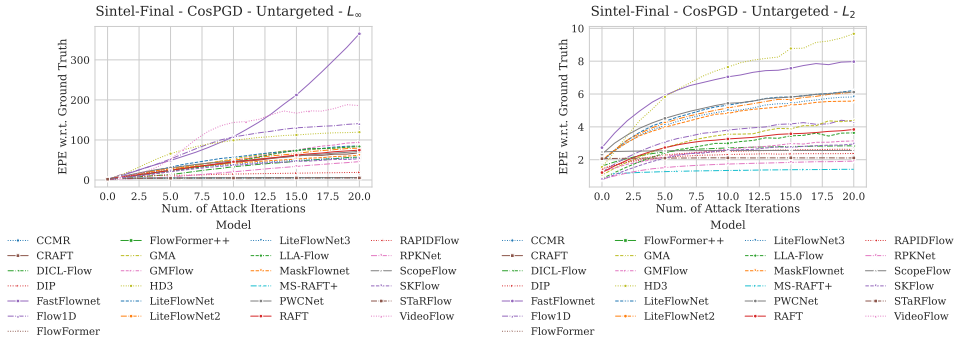 Sintel-Final - CosPGD - Untargeted - L∞
EPE w.r.t. Ground Truth
300
200
100
0
0.0 2.5 5.0 7.5 10.0 12.5 15.0 17.5 20.0
Num. of Attack Iterations
Model
CCMR FlowFormer++ LiteFlowNet3 RAPIDFlow
CRAFT GMA LLA-Flow RPKNet
DICL-Flow GMFlow MaskFlownet ScopeFlow
DIP HD3 MS-RAFT+ SKFlow
FastFlownet LiteFlowNet PWCNet STaRFlow
Flow1D LiteFlowNet2 RAFT VideoFlow
FlowFormer
Sintel-Final - CosPGD - Untargeted - L2
EPE w.r.t. Ground Truth
10
8
6
4
2
0.0 2.5 5.0 7.5 10.0 12.5 15.0 17.5 20.0
Num. of Attack Iterations
Model
CCMR FlowFormer++ LiteFlowNet3 RAPIDFlow
CRAFT GMA LLA-Flow RPKNet
DICL-Flow GMFlow MaskFlownet ScopeFlow
DIP HD3 MS-RAFT+ SKFlow
FastFlownet LiteFlowNet PWCNet STaRFlow
Flow1D LiteFlowNet2 RAFT VideoFlow
FlowFormer